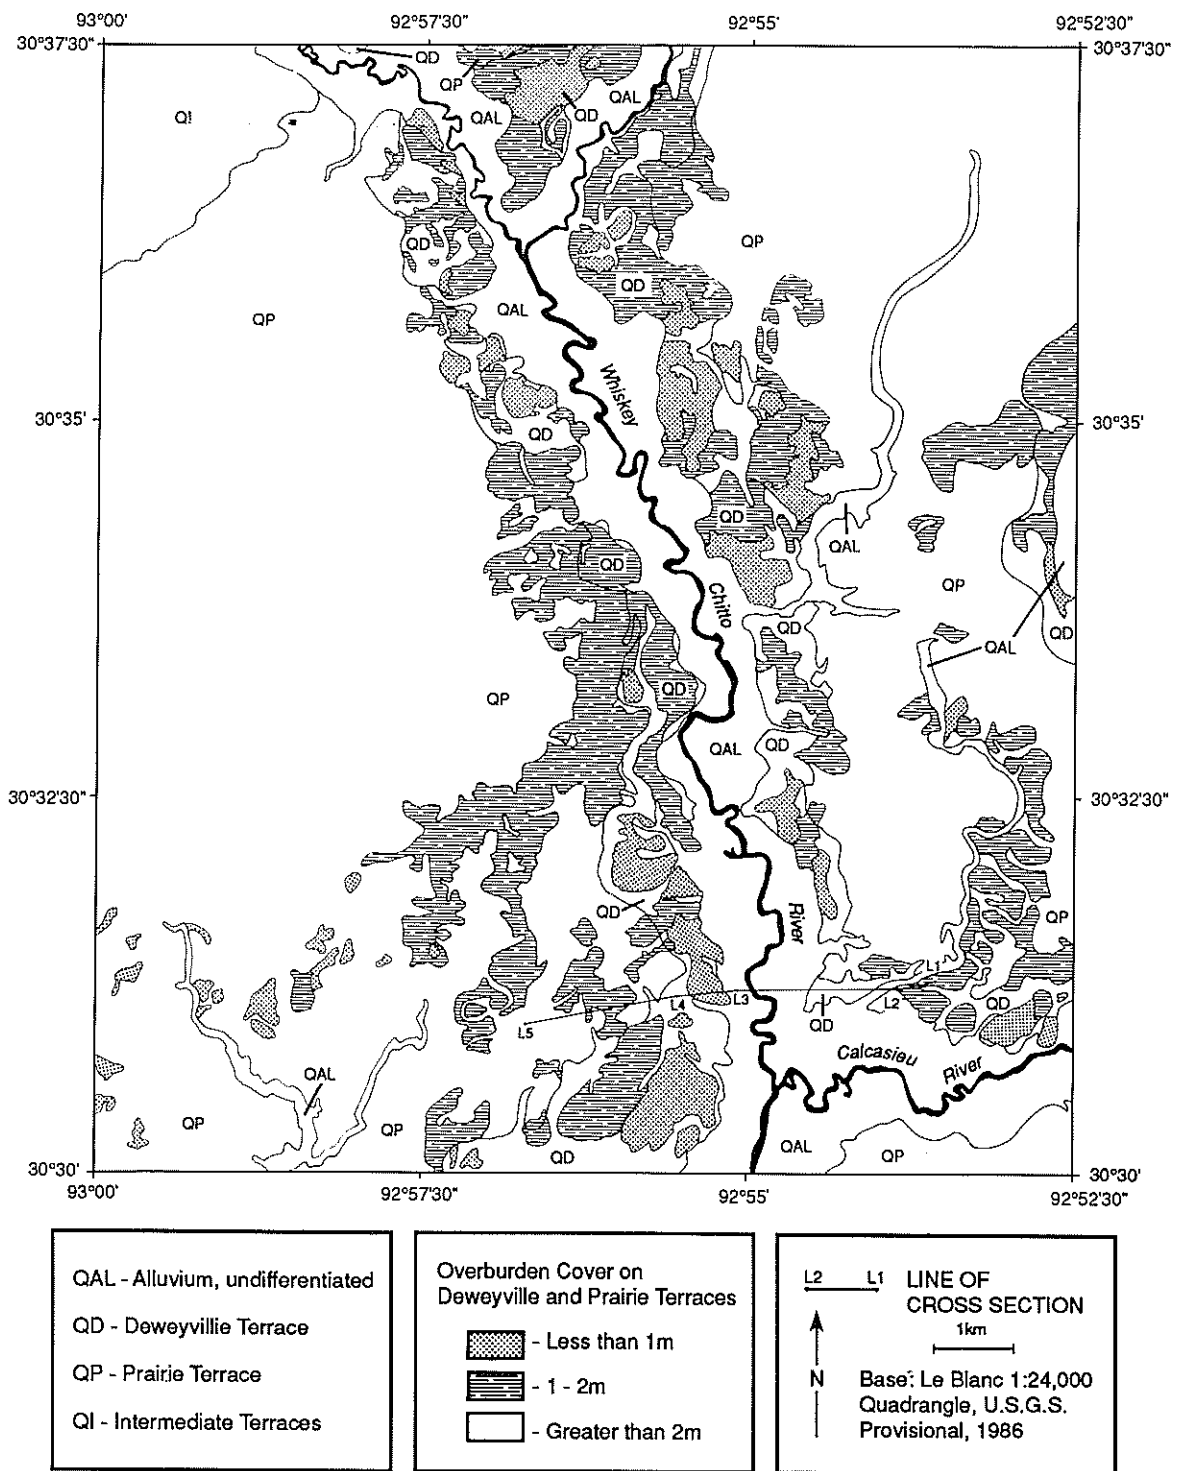 93°00' 92°57'30" 92°55' 92°52'30"
30°37'30" 30°37'30"
QD
QP
QAL
QAL
QD
QI
QP
QD
QD
QAL
QP
Whiskey
30°35' 30°35'
QD
QD
QAL
QD
QP
Chitto
QD
QD
QAL
QD
QP
QAL
QD
30°32'30" 30°32'30"
QD
River
QP
L1
L3
L4
L2
QD
L5
QD
Calcasieu
River
QAL
QP
QP
QAL
QP
QD
30°30' 30°30'
93°00' 92°57'30" 92°55' 92°52'30"
QAL - Alluvium, undifferentiated
QD - Deweyvillie Terrace
QP - Prairie Terrace
QI - Intermediate Terraces
Overburden Cover on
Deweyville and Prairie Terraces
- Less than 1m
- 1 - 2m
- Greater than 2m
L2 L1 LINE OF
CROSS SECTION
1km
N
Base: Le Blanc 1:24,000
Quadrangle, U.S.G.S.
Provisional, 1986